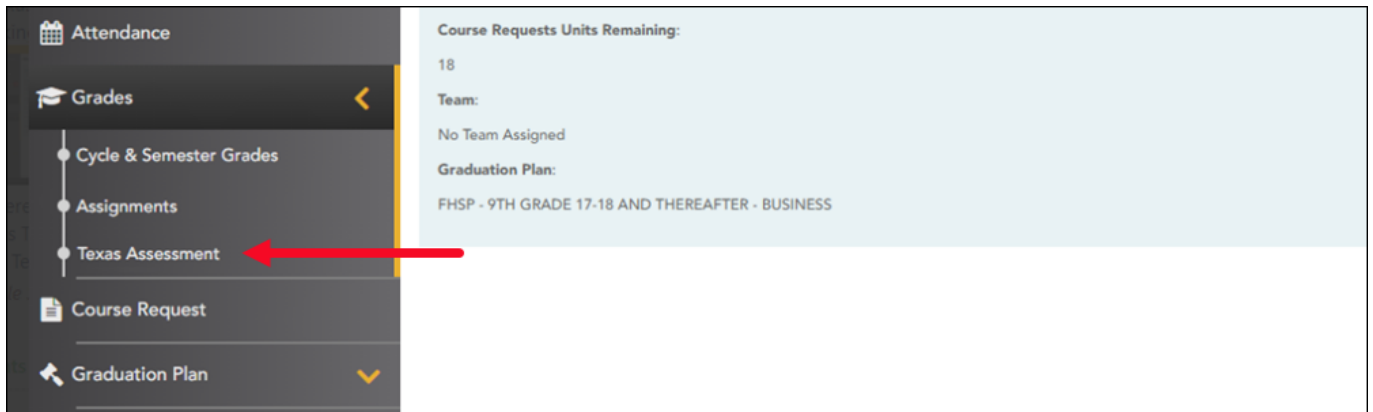 Attendance
Grades
Cycle & Semester Grades
Assignments
Texas Assessment
Course Request
Graduation Plan
Course Requests Units Remaining:
18
Team:
No Team Assigned
Graduation Plan:
FHSP - 9TH GRADE 17-18 AND THEREAFTER - BUSINESS